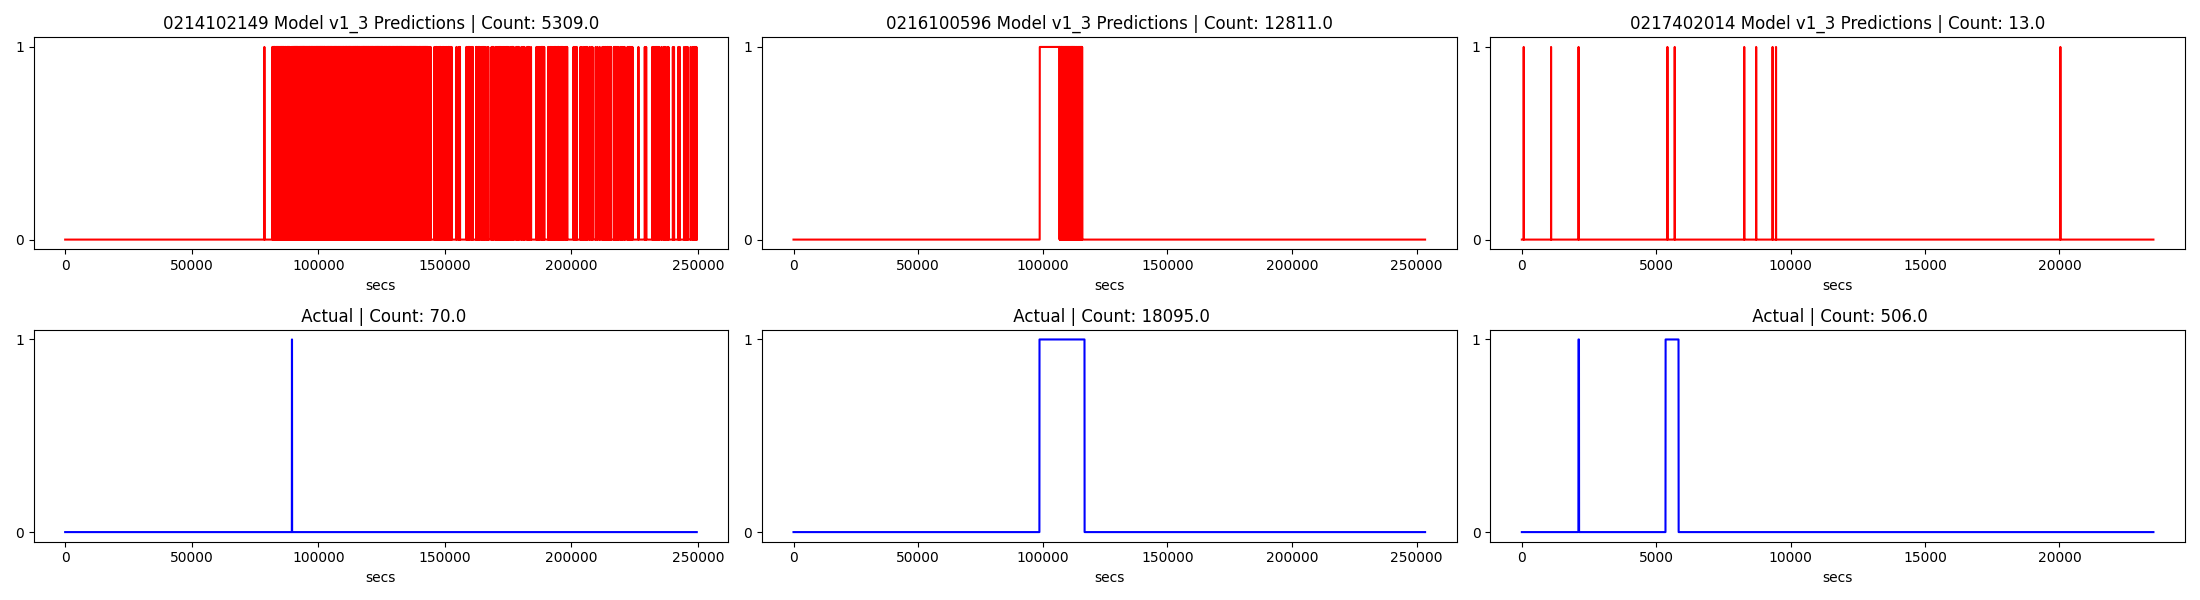 0214102149 Model v1_3 Predictions | Count: 5309.0
1
0
0 50000 100000 150000 200000 250000
secs
0216100596 Model v1_3 Predictions | Count: 12811.0
1
0
0 50000 100000 150000 200000 250000
secs
0217402014 Model v1_3 Predictions | Count: 13.0
1
0
0 5000 10000 15000 20000
secs
Actual | Count: 70.0
1
0
0 50000 100000 150000 200000 250000
secs
Actual | Count: 18095.0
1
0
0 50000 100000 150000 200000 250000
secs
Actual | Count: 506.0
1
0
0 5000 10000 15000 20000
secs